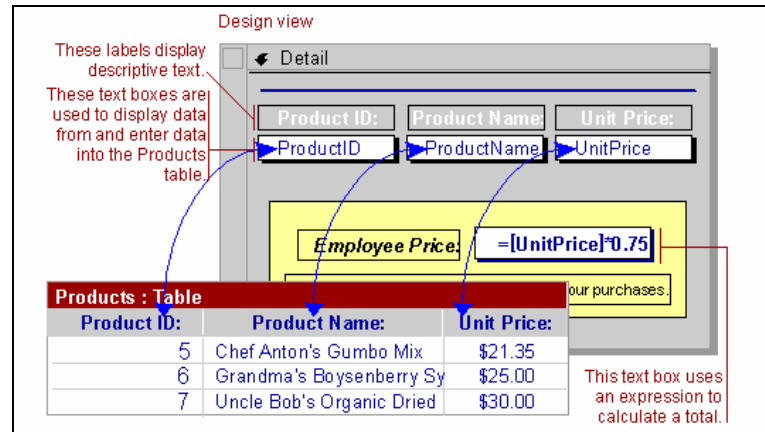 Design view
These labels display
descriptive text.
These text boxes are
used to display data
from and enter data
into the Products
table.
Detail
Product ID: Product Name: Unit Price:
ProductID ProductName UnitPrice
Employee Price: =[UnitPrice]*0.75
our purchases.
Products : Table
Product ID: Product Name: Unit Price:
5 Chef Anton's Gumbo Mix $21.35
6 Grandma's Boysenberry Sy $25.00
7 Uncle Bob's Organic Dried $30.00
This text box uses
an expression to
calculate a total.